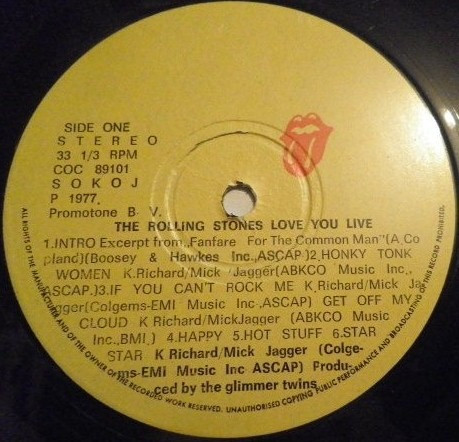 SIDE ONE
STEREO
33 1/3 RPM
COC 89101
SOKOJ
P 1977,
Promotone B. V.
THE ROLLING STONES LOVE YOU LIVE
1.INTRO Excerpt from „Fanfare For The Common Man"(A.Co
pland)(Boosey & Hawkes Inc.,ASCAP)2.HONKY TONK
WOMEN K.Richard/Mick Jagger(ABKCO Music Inc.,
ASCAP.)3.IF YOU CAN'T ROCK ME K.Richard/Mick Ja
gger(Colgems-EMI Music Inc.,ASCAP) GET OFF MY
CLOUD K.Richard/MickJagger (ABKCO Music
Inc.,BMI,) 4.HAPPY 5.HOT STUFF 6.STAR
STAR K.Richard/Mick Jagger (Colge-
ms-EMI Music Inc ASCAP) Produ-
ced by the glimmer twins
ALL RIGHTS OF THE MANUFACTURER AND OF THE OWNER OF THE RECORDED WORK RESERVED. UNAUTHORISED COPYING PUBLIC PERFORMANCE AND BROADCASTING OF THIS RECORD PROHIBITED.